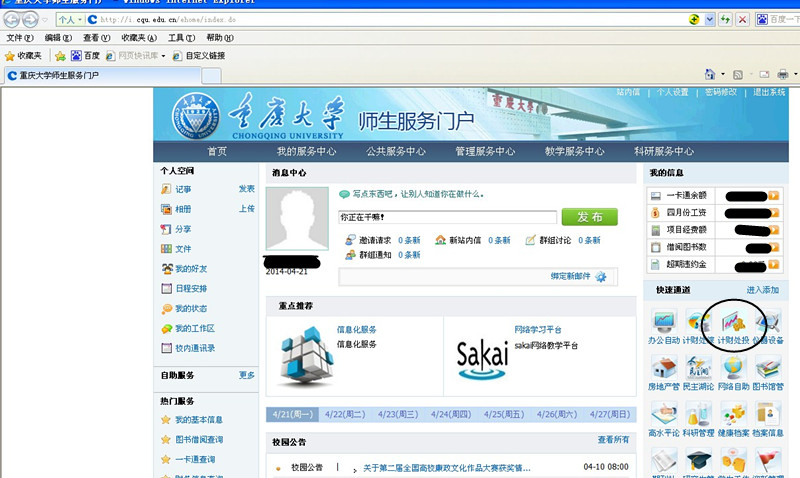 重庆大学师生服务门户 - Windows Internet Explorer
个人 http://i.cqu.edu.cn/ehome/index.do
文件(F) 编辑(E) 查看(V) 收藏夹(A) 工具(T) 帮助(H)
收藏夹 百度 网页快讯库 自定义链接
重庆大学师生服务门户
站内信 | 个人设置 | 密码修改 | 退出系统
重庆大学
CHONGQING UNIVERSITY
师生服务门户
首页 我的服务中心 公共服务中心 管理服务中心 教学服务中心 科研服务中心
个人空间
记事 发表
相册 上传
分享
文件
我的好友
日程安排
我的状态
我的工作区
校内通讯录
自助服务 更多
热门服务
我的基本信息
图书借阅查询
一卡通查询
消息中心
写点东西吧，让别人知道你在做什么。
你正在干嘛?
发布
邀请请求 0条新 新站内信 0条新 群组讨论 0条新
群组通知 0条新
2014-04-21
绑定新邮件
重点推荐
信息化服务
信息化服务
Sakai
网络学习平台
sakai网络教学平台
4/21(周一) 4/22(周二) 4/23(周三) 4/24(周四) 4/25(周五) 4/26(周六) 4/27(周日)
校园公告 查看所有
校园公告 | 关于第二届全国高校廉政文化作品大赛获奖情... 04-10 08:00
我的信息
一卡通余额
四月份工资
项目经费额
借阅图书数
超期违约金
快速通道 进入添加
办公自动 计财处 计财处投 仪器设备
房地产管 民主湖论 网络自助 图书馆管
高水平论 科研管理 健康档案 档案信息